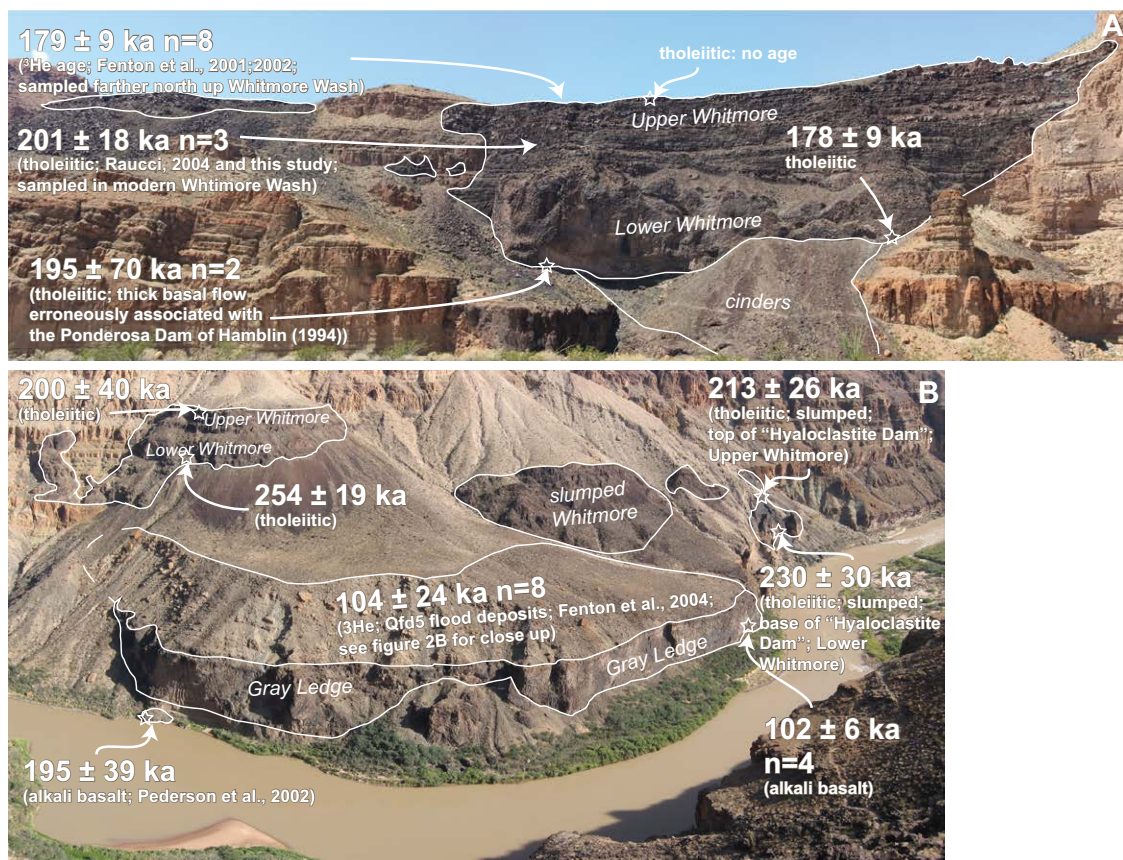 A
179 ± 9 ka n=8
(³He age; Fenton et al., 2001;2002;
sampled farther north up Whitmore Wash)
tholeiitic: no age
Upper Whitmore
201 ± 18 ka n=3
(tholeiitic; Raucci, 2004 and this study;
sampled in modern Whtimore Wash)
178 ± 9 ka
tholeiitic
Lower Whitmore
195 ± 70 ka n=2
(tholeiitic; thick basal flow
erroneously associated with
the Ponderosa Dam of Hamblin (1994))
cinders
B
200 ± 40 ka
(tholeiitic)
Upper Whitmore
Lower Whitmore
213 ± 26 ka
(tholeiitic; slumped;
top of “Hyaloclastite Dam”;
Upper Whitmore)
254 ± 19 ka
(tholeiitic)
slumped
Whitmore
104 ± 24 ka n=8
(3He; Qfd5 flood deposits; Fenton et al., 2004;
see figure 2B for close up)
230 ± 30 ka
(tholeiitic; slumped;
base of “Hyaloclastite
Dam”; Lower
Whitmore)
Gray Ledge
Gray Ledge
102 ± 6 ka
n=4
(alkali basalt)
195 ± 39 ka
(alkali basalt; Pederson et al., 2002)